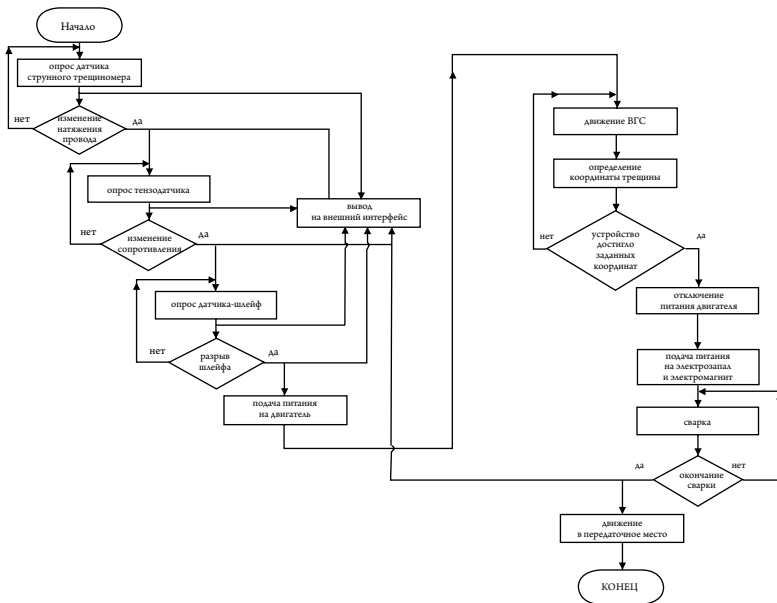 Начало
опрос датчика
струнного трещиномера
нет
изменение
натяжения
провода
да
опрос тензодатчика
нет
изменение
сопротивления
да
вывод
на внешний интерфейс
опрос датчика-шлейф
нет
разрыв
шлейфа
да
подача питания
на двигатель
движение ВГС
определение
координаты трещины
нет
устройство
достигло
заданных
координат
да
отключение
питания двигателя
подача питания
на электрозапал
и электромагнит
сварка
да
окончание
сварки
нет
движение
в передаточное место
КОНЕЦ